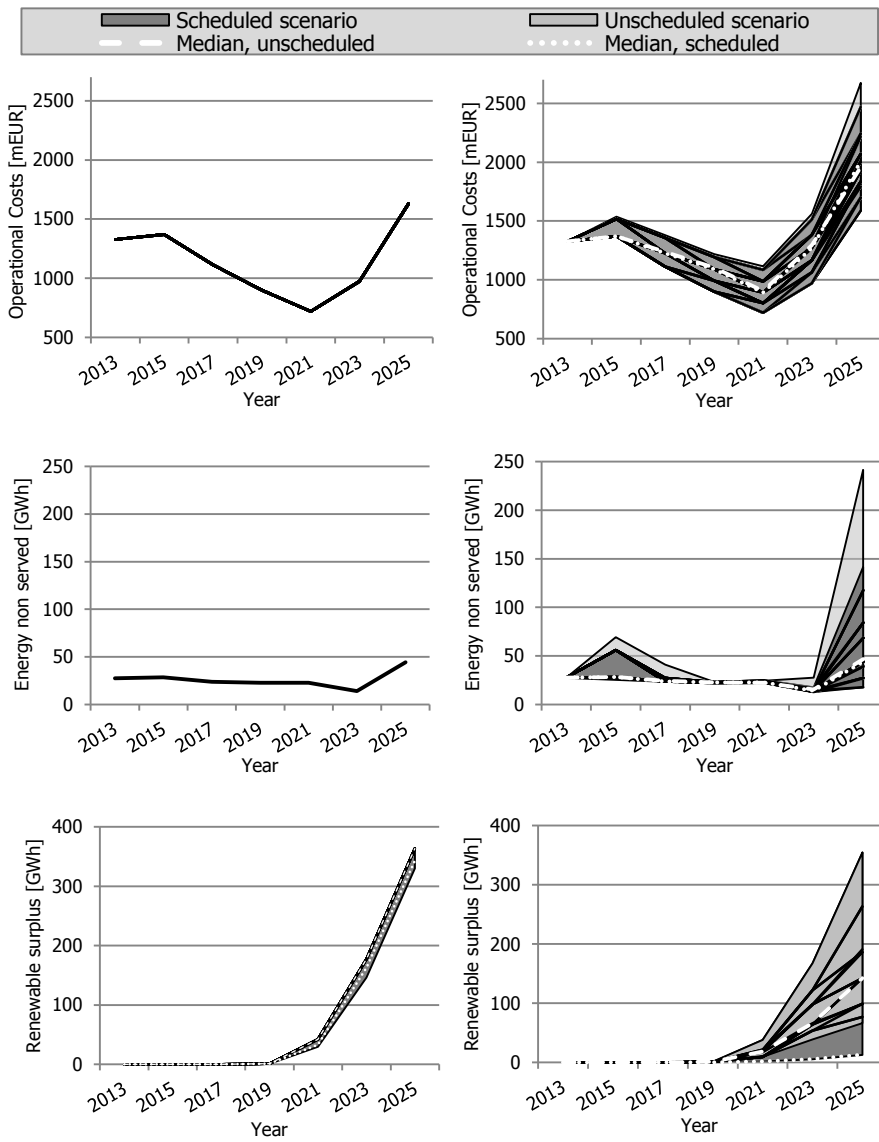 Scheduled scenario Unscheduled scenario
Median, unscheduled Median, scheduled
Operational Costs [mEUR]
2500
2000
1500
1000
500
2013 2015 2017 2019 2021 2023 2025
Year
Operational Costs [mEUR]
2500
2000
1500
1000
500
2013 2015 2017 2019 2021 2023 2025
Year
Energy non served [GWh]
250
200
150
100
50
0
2013 2015 2017 2019 2021 2023 2025
Year
Energy non served [GWh]
250
200
150
100
50
0
2013 2015 2017 2019 2021 2023 2025
Year
Renewable surplus [GWh]
400
300
200
100
0
2013 2015 2017 2019 2021 2023 2025
Year
Renewable surplus [GWh]
400
300
200
100
0
2013 2015 2017 2019 2021 2023 2025
Year